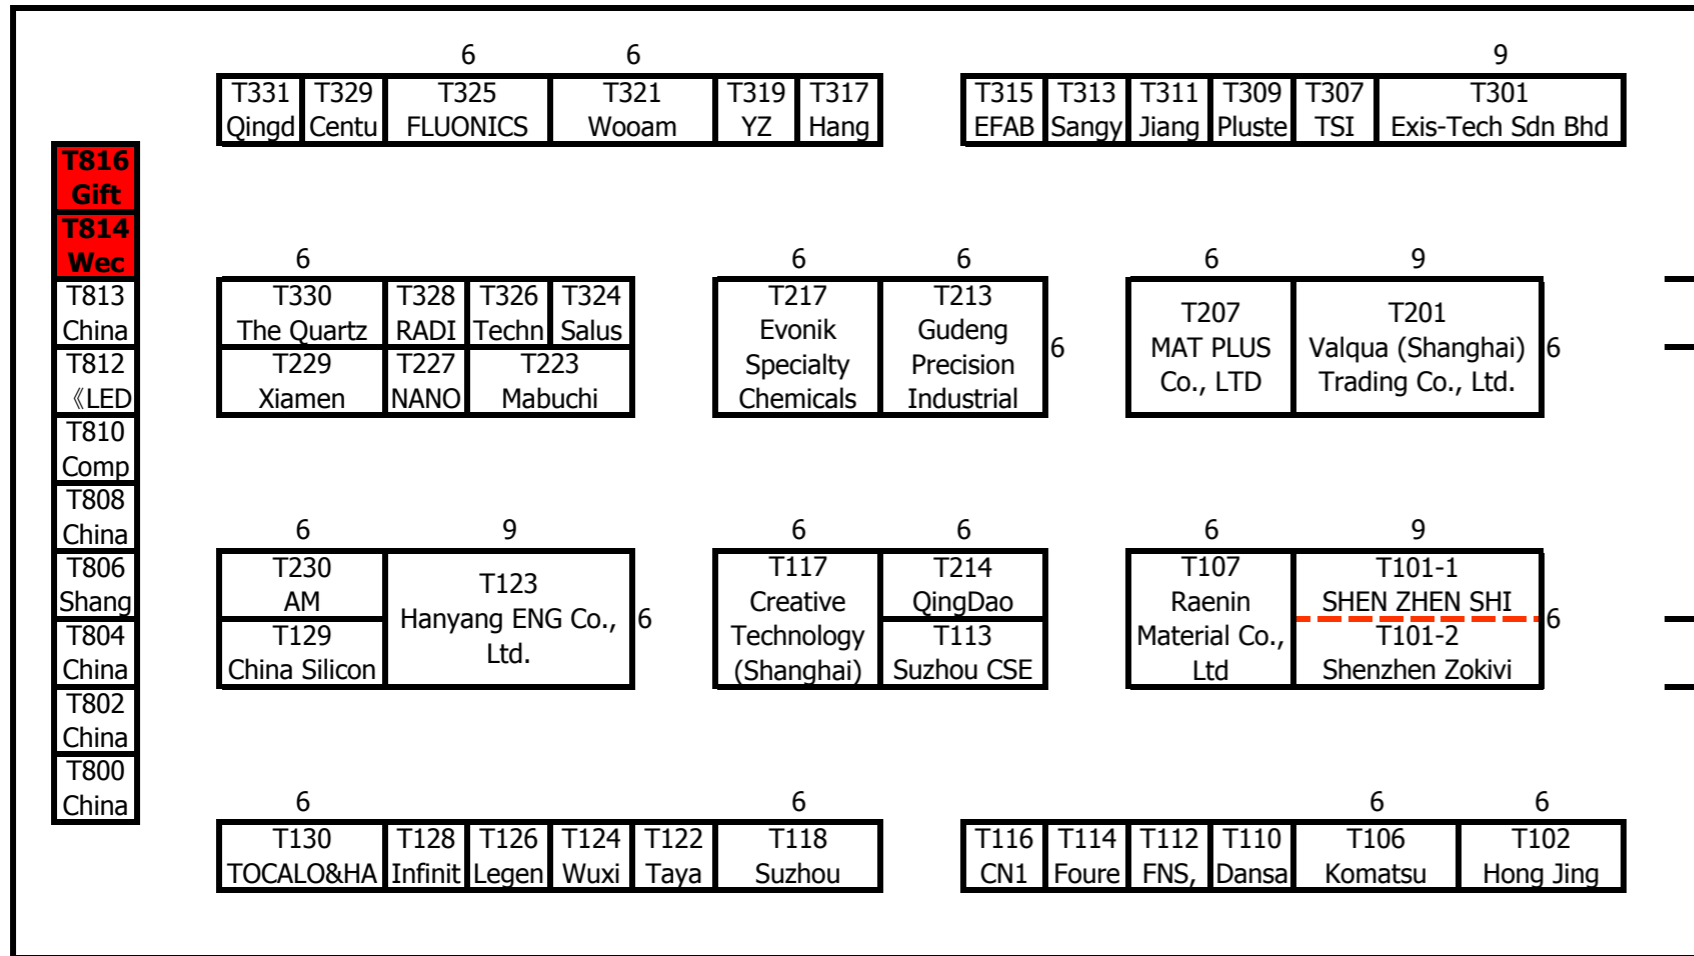 6 6 9
T331 T329 T325 T321 T319 T317 T315 T313 T311 T309 T307 T301
Qingd Centu FLUONICS Wooam YZ Hang EFAB Sangy Jiang Pluste TSI Exis-Tech Sdn Bhd
T816
Gift
T814
Wec
T813
China
T812
《LED
T810
Comp
T808
China
T806
Shang
T804
China
T802
China
T800
China
6
T330 T328 T326 T324
The Quartz RADI Techn Salus
T229 T227 T223
Xiamen NANO Mabuchi
6
T217
Evonik
Specialty
Chemicals
6
T213
Gudeng
Precision
Industrial
6
6
T207
MAT PLUS
Co., LTD
9
T201
Valqua (Shanghai)
Trading Co., Ltd.
6
6
T230
AM
T129
China Silicon
9
T123
Hanyang ENG Co.,
Ltd.
6
6
T117
Creative
Technology
(Shanghai)
6
T214
QingDao
T113
Suzhou CSE
6
T107
Raenin
Material Co.,
Ltd
9
T101-1
SHEN ZHEN SHI
T101-2
Shenzhen Zokivi
6
6 6 6 6
T130 T128 T126 T124 T122 T118 T116 T114 T112 T110 T106 T102
TOCALO&HA Infinit Legen Wuxi Taya Suzhou CN1 Foure FNS, Dansa Komatsu Hong Jing